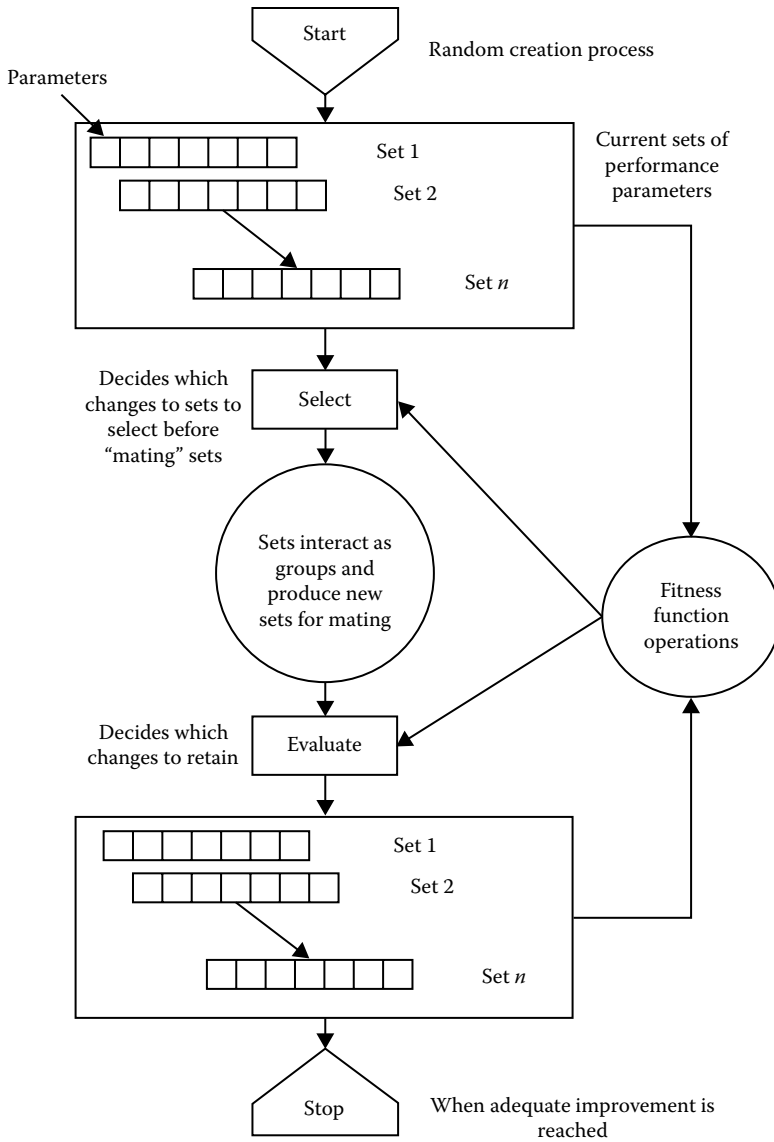 Start
Random creation process
Parameters
Set 1
Set 2
Set n
Current sets of
performance
parameters
Decides which
changes to sets to
select before
“mating” sets
Select
Sets interact as
groups and
produce new
sets for mating
Fitness
function
operations
Decides which
changes to retain
Evaluate
Set 1
Set 2
Set n
Stop
When adequate improvement is
reached